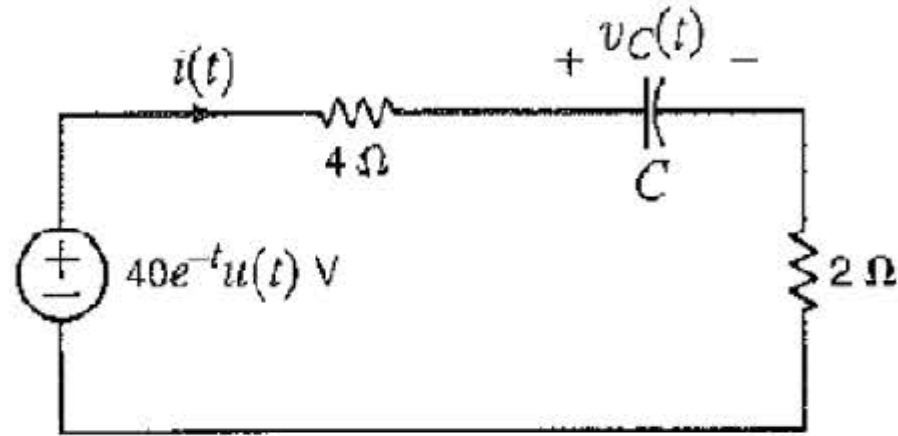 + v_C(t) −
i(t)
4 Ω
C
+
−
40e^{-t}u(t) V
2 Ω